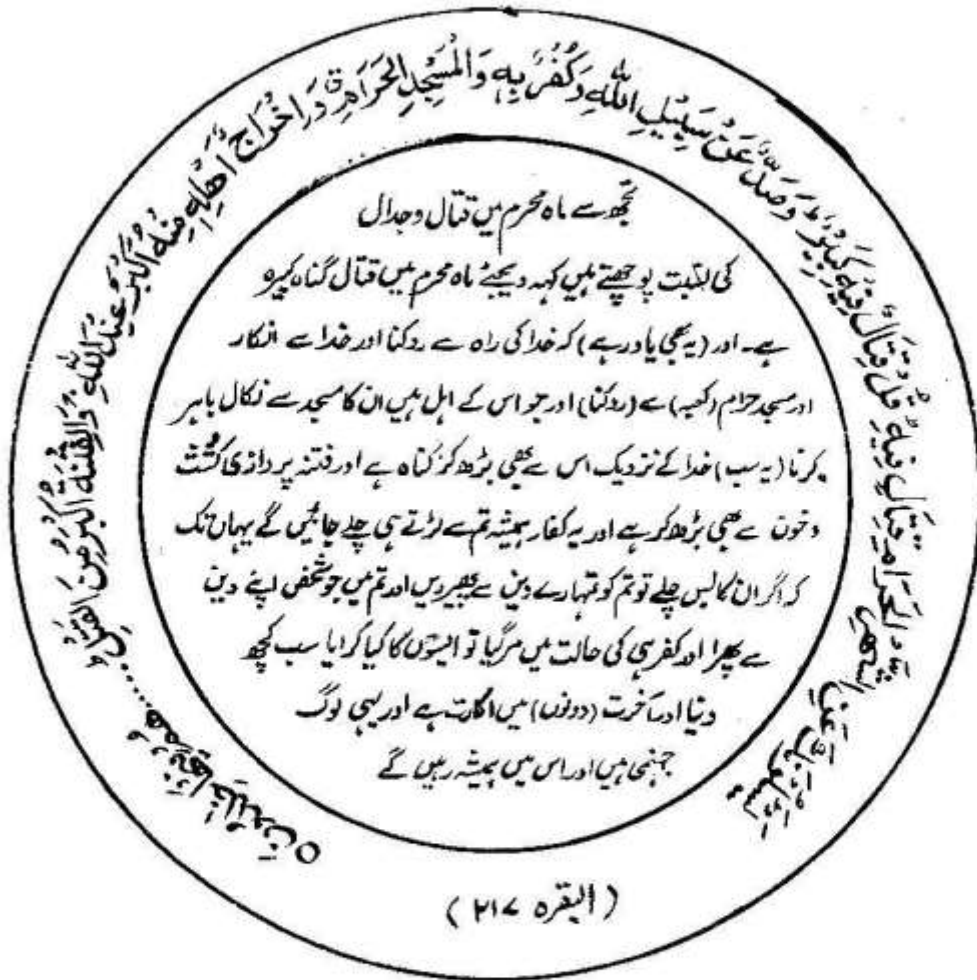 يَسْئَلُوْنَكَ عَنِ الشَّهْرِ الْحَرَامِ قِتَالٍ فِيْهِ قُلْ قِتَالٌ فِيْهِ كَبِيْرٌ وَصَدٌّ عَنْ سَبِيْلِ اللّٰهِ وَكُفْرٌ بِهٖ وَالْمَسْجِدِ الْحَرَامِ وَ اِخْرَاجُ اَهْلِهٖ مِنْهُ اَكْبَرُ عِنْدَ اللّٰهِ وَالْفِتْنَةُ اَكْبَرُ مِنَ الْقَتْلِ ...... هُمْ فِيْهَا خٰلِدُوْنَ ○
تجھ سے ماہ محرم میں قتال و جدال
کی نسبت پوچھتے ہیں کہہ دیجئے ماہ محرم میں قتال گناہ کبیرہ
ہے۔ اور (یہ بھی یاد رہے) کہ خدا کی راہ سے روکنا اور خدا سے انکار
اور مسجد حرام (کعبہ) سے (روکنا) اور جو اس کے اہل ہیں ان کا مسجد سے نکال باہر
کرنا (یہ سب) خدا کے نزدیک اس سے بھی بڑھ کر گناہ ہے اور فتنہ پردازی کشت
و خون سے بھی بڑھ کر ہے اور یہ کفار ہمیشہ تم سے لڑتے ہی چلے جائیں گے یہاں تک
کہ اگر ان کا بس چلے تو تم کو تمہارے دین سے پھیر دیں اور تم میں جو شخص اپنے دین
سے پھرا اور کفر ہی کی حالت میں مر گیا تو ایسوں کا کیا کرایا سب کچھ
دنیا اور آخرت (دونوں) میں اکارت ہے اور یہی لوگ
جہنمی ہیں اور اس میں ہمیشہ رہیں گے
(البقرہ ۲۱۷)